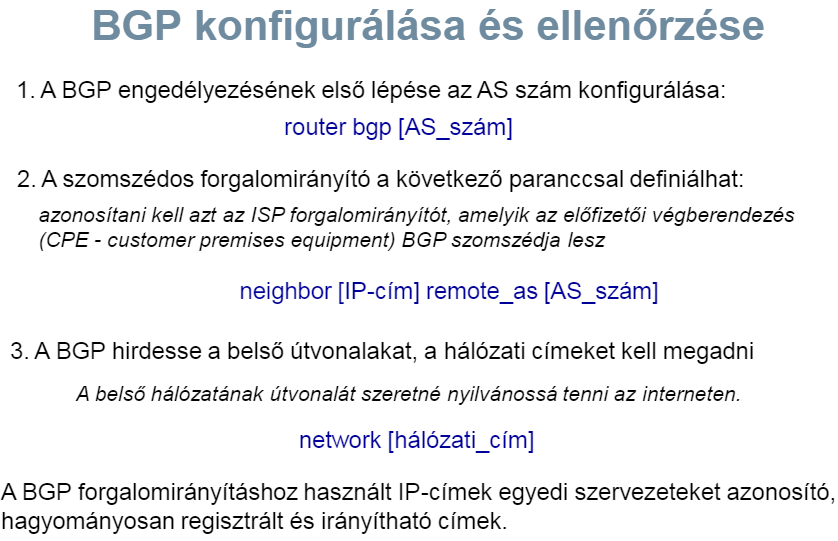 BGP konfigurálása és ellenőrzése
1. A BGP engedélyezésének első lépése az AS szám konfigurálása:
router bgp [AS_szám]
2. A szomszédos forgalomirányító a következő paranccsal definiálhat:
azonosítani kell azt az ISP forgalomirányítót, amelyik az előfizetői végberendezés
(CPE - customer premises equipment) BGP szomszédja lesz
neighbor [IP-cím] remote_as [AS_szám]
3. A BGP hirdesse a belső útvonalakat, a hálózati címeket kell megadni
A belső hálózatának útvonalát szeretné nyilvánossá tenni az interneten.
network [hálózati_cím]
A BGP forgalomirányításhoz használt IP-címek egyedi szervezeteket azonosító,
hagyományosan regisztrált és irányítható címek.